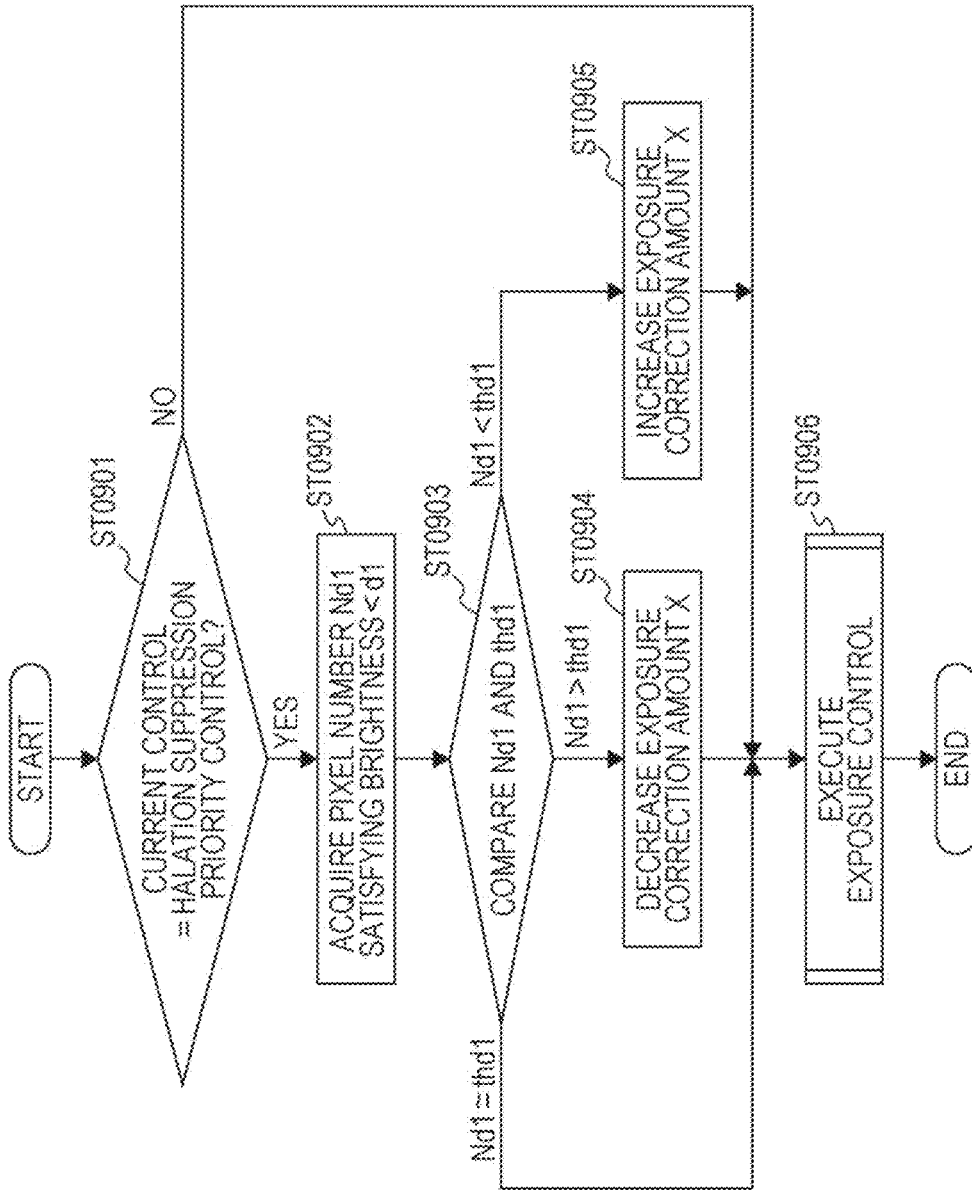 START
ST0901
CURRENT CONTROL
= HALATION SUPPRESSION
PRIORITY CONTROL?
NO
YES
ST0902
ACQUIRE PIXEL NUMBER Nd1
SATISFYING BRIGHTNESS < d1
ST0903
COMPARE Nd1 AND thd1
Nd1 = thd1
Nd1 > thd1
Nd1 < thd1
ST0904
DECREASE EXPOSURE
CORRECTION AMOUNT X
ST0905
INCREASE EXPOSURE
CORRECTION AMOUNT X
ST0906
EXECUTE
EXPOSURE CONTROL
END